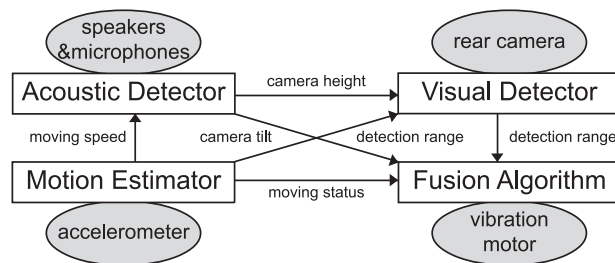 speakers
&microphones
rear camera
Acoustic Detector
camera height
Visual Detector
moving speed
camera tilt
detection range
detection range
Motion Estimator
moving status
Fusion Algorithm
accelerometer
vibration
motor